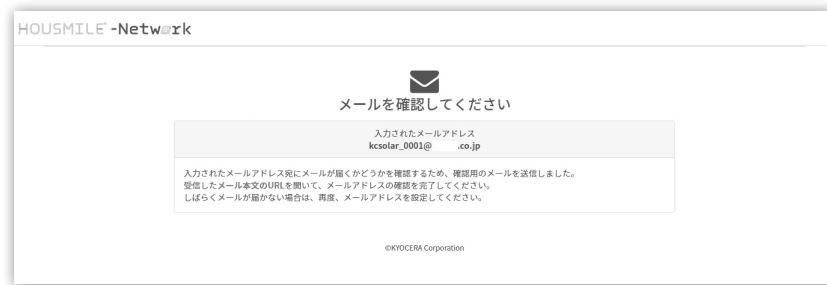 HOUSMILE -Network
メールを確認してください
入力されたメールアドレス
kcsolar_0001@ .co.jp
入力されたメールアドレス宛にメールが届くかどうかを確認するため、確認用のメールを送信しました。
受信したメール本文のURLを開いて、メールアドレスの確認を完了してください。
しばらくメールが届かない場合は、再度、メールアドレスを設定してください。
©KYOCERA Corporation